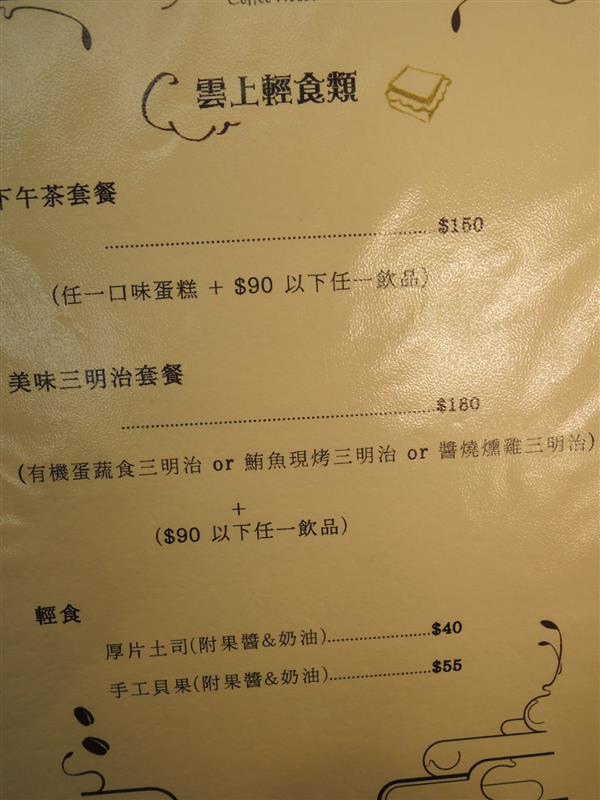 雲上輕食類
下午茶套餐
$150
(任一口味蛋糕 + $90 以下任一飲品)
美味三明治套餐
$180
(有機蛋蔬食三明治 or 鮪魚現烤三明治 or 醬燒燻雞三明治)
+
($90 以下任一飲品)
輕食
厚片土司(附果醬&奶油)..................$40
手工貝果(附果醬&奶油)..................$55